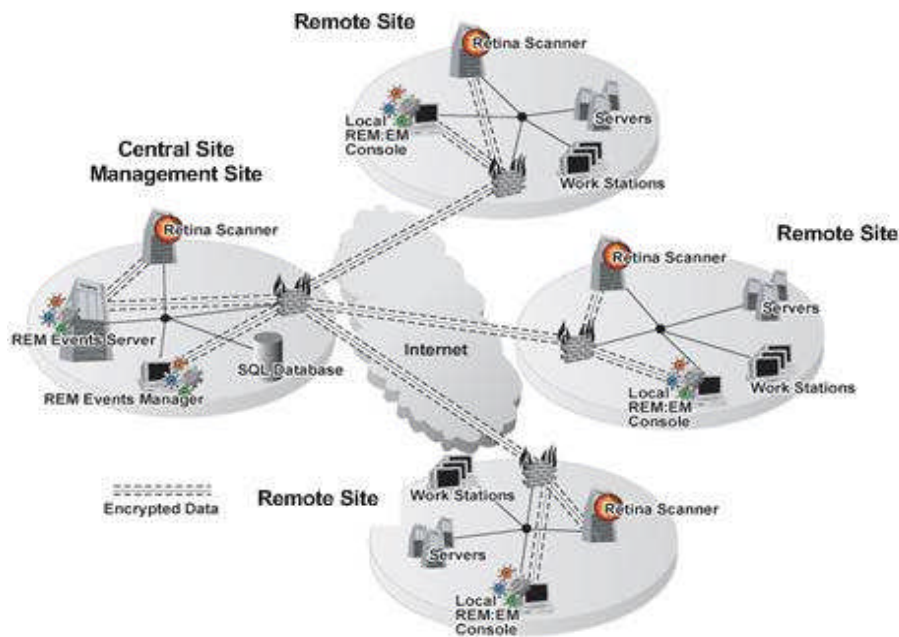 Remote Site
Retina Scanner
Local
REM:EM
Console
Servers
Work Stations
Central Site
Management Site
Retina Scanner
REM Events Server
REM Events Manager
SQL Database
Internet
Remote Site
Retina Scanner
Servers
Work Stations
Local
REM:EM
Console
Encrypted Data
Remote Site
Work Stations
Retina Scanner
Servers
Local
REM:EM
Console